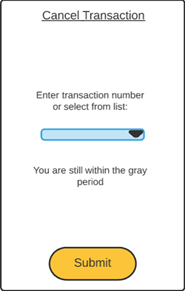 Cancel Transaction
Enter transaction number
or select from list:
You are still within the gray
period
Submit